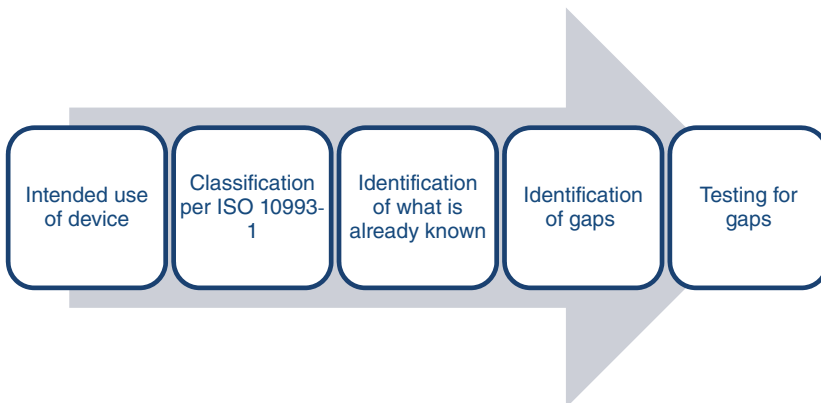 Intended use
of device
Classification
per ISO 10993-
1
Identification
of what is
already known
Identification
of gaps
Testing for
gaps